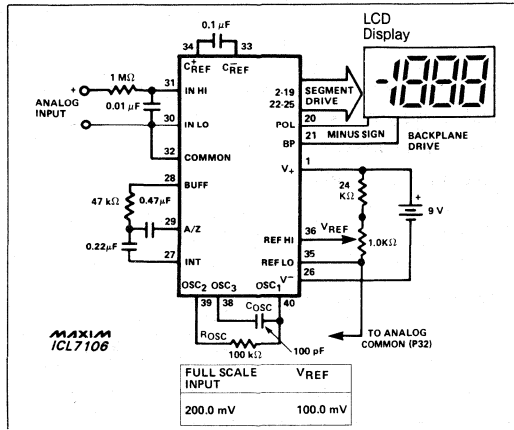 LCD
Display
-1888
0.1 µF
34
33
C+REF
C−REF
1 MΩ
31
IN HI
+
ANALOG
INPUT
0.01 µF
30
IN LO
32
COMMON
28
BUFF
47 kΩ
0.47µF
29
A/Z
0.22µF
27
INT
2-19
22-25
SEGMENT
DRIVE
POL
20
MINUS SIGN
BP
21
BACKPLANE
DRIVE
V+
1
24
KΩ
+
9 V
REF HI
36
VREF
1.0KΩ
REF LO
35
V−
26
OSC2
OSC3
OSC1
39
38
40
COSC
ROSC
100 kΩ
100 pF
TO ANALOG
COMMON (P32)
MAXIM
ICL7106
FULL SCALE
INPUT
VREF
200.0 mV
100.0 mV